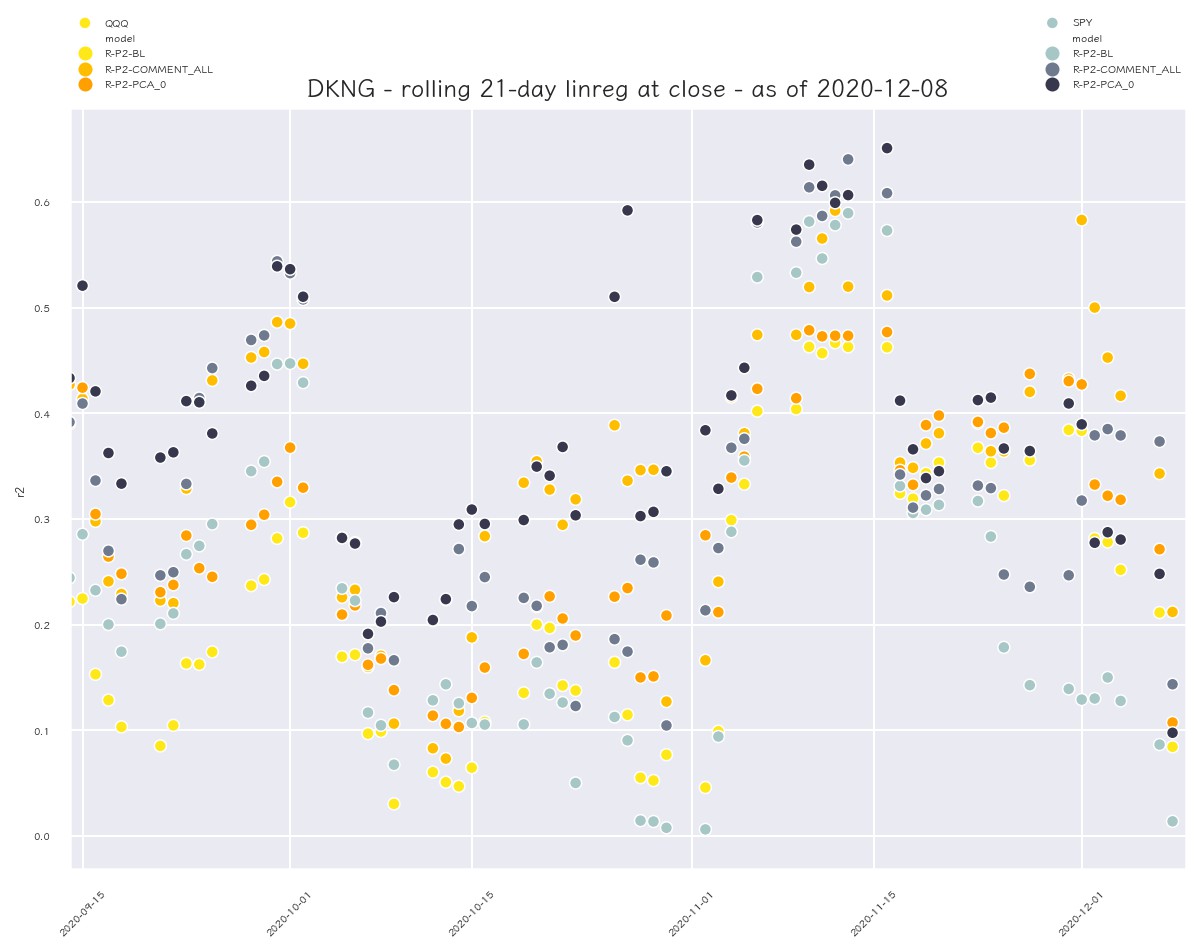 QQQ
model
R-P2-BL
R-P2-COMMENT_ALL
R-P2-PCA_0
SPY
model
R-P2-BL
R-P2-COMMENT_ALL
R-P2-PCA_0
DKNG - rolling 21-day linreg at close - as of 2020-12-08
r2
0.6
0.5
0.4
0.3
0.2
0.1
0.0
2020-09-15
2020-10-01
2020-10-15
2020-11-01
2020-11-15
2020-12-01